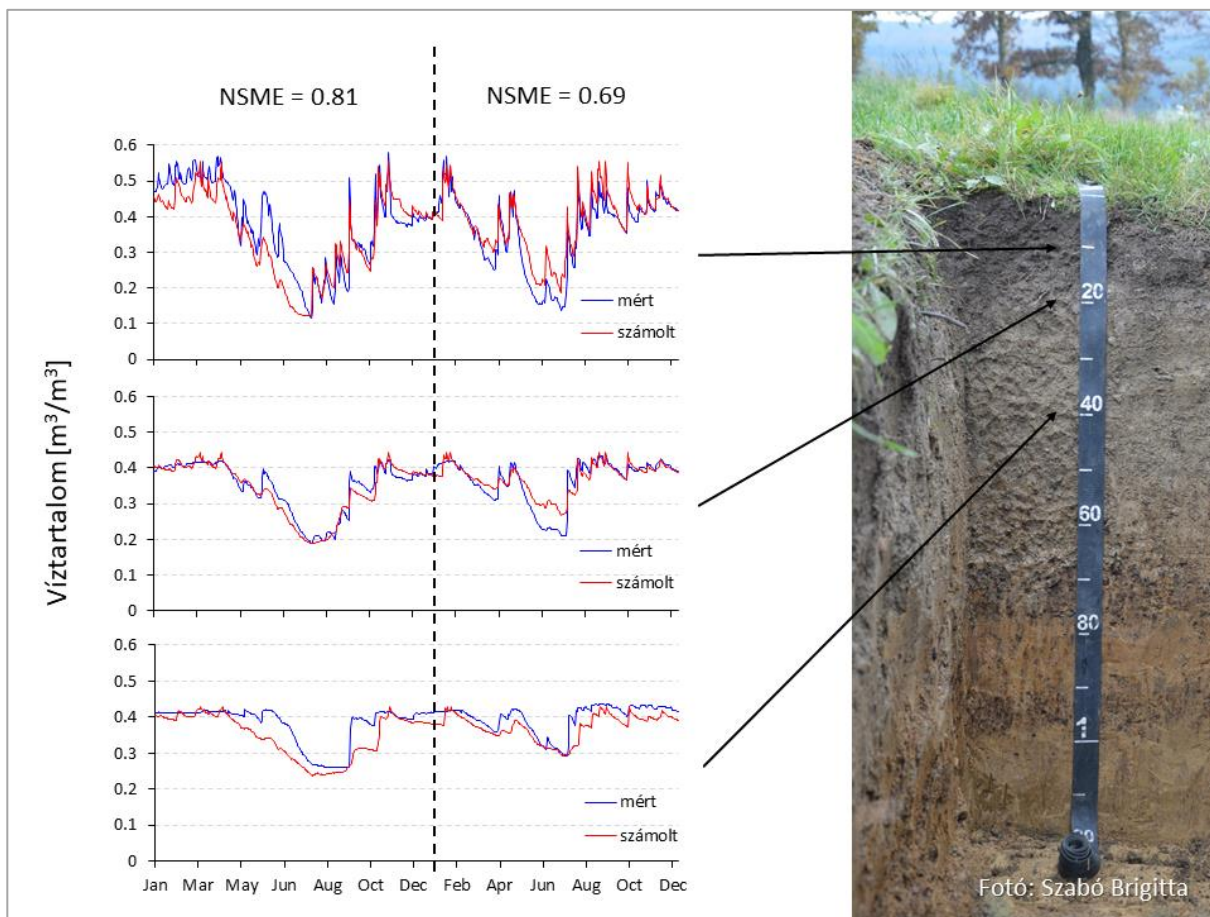 NSME = 0.81
NSME = 0.69
Víztartalom [m³/m³]
0.6
0.5
0.4
0.3
0.2
0.1
0
mért
számolt
0.6
0.5
0.4
0.3
0.2
0.1
0
mért
számolt
0.6
0.5
0.4
0.3
0.2
0.1
0
mért
számolt
Jan Mar May Jun Aug Oct Dec Feb Apr Jun Aug Oct Dec
20
40
60
80
1
Fotó: Szabó Brigitta